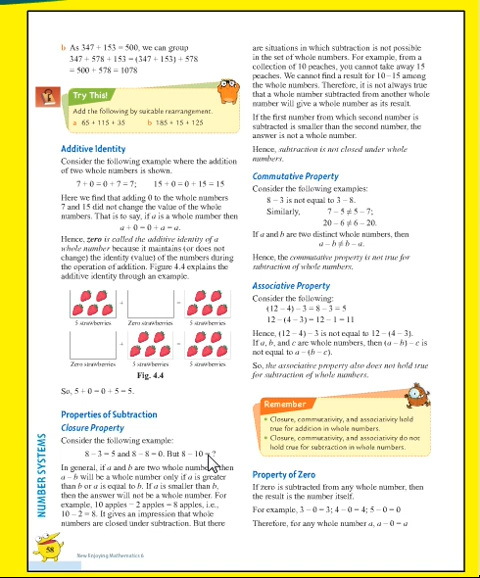 b As 347 + 153 = 500, we can group
347 + 578 + 153 = (347 + 153) + 578
= 500 + 578 = 1078
Try This!
Add the following by suitable rearrangement.
a 65 + 115 + 35 b 185 + 15 + 125
Additive Identity
Consider the following example where the addition
of two whole numbers is shown.
7 + 0 = 0 + 7 = 7; 15 + 0 = 0 + 15 = 15
Here we find that adding 0 to the whole numbers
7 and 15 did not change the value of the whole
numbers. That is to say, if a is a whole number then
a + 0 = 0 + a = a.
Hence, zero is called the additive identity of a
whole number because it maintains (or does not
change) the identity (value) of the numbers during
the operation of addition. Figure 4.4 explains the
additive identity through an example.
+ =
5 strawberries Zero strawberries 5 strawberries
+ =
Zero strawberries 5 strawberries 5 strawberries
Fig. 4.4
So, 5 + 0 = 0 + 5 = 5.
Properties of Subtraction
Closure Property
Consider the following example:
8 – 3 = 5 and 8 – 8 = 0. But 8 – 10 = ?
In general, if a and b are two whole numbers then
a – b will be a whole number only if a is greater
than b or a is equal to b. If a is smaller than b,
then the answer will not be a whole number. For
example, 10 apples – 2 apples = 8 apples, i.e.,
10 – 2 = 8. It gives an impression that whole
numbers are closed under subtraction. But there
are situations in which subtraction is not possible
in the set of whole numbers. For example, from a
collection of 10 peaches, you cannot take away 15
peaches. We cannot find a result for 10 – 15 among
the whole numbers. Therefore, it is not always true
that a whole number subtracted from another whole
number will give a whole number as its result.
If the first number from which second number is
subtracted is smaller than the second number, the
answer is not a whole number.
Hence, subtraction is not closed under whole
numbers.
Commutative Property
Consider the following examples:
8 – 3 is not equal to 3 – 8.
Similarly, 7 – 5 ≠ 5 – 7;
20 – 6 ≠ 6 – 20.
If a and b are two distinct whole numbers, then
a – b ≠ b – a.
Hence, the commutative property is not true for
subtraction of whole numbers.
Associative Property
Consider the following:
(12 – 4) – 3 = 8 – 3 = 5
12 – (4 – 3) = 12 – 1 = 11
Hence, (12 – 4) – 3 is not equal to 12 – (4 – 3).
If a, b, and c are whole numbers, then (a – b) – c is
not equal to a – (b – c).
So, the associative property also does not hold true
for subtraction of whole numbers.
Remember
• Closure, commutativity, and associativity hold
true for addition in whole numbers.
• Closure, commutativity, and associativity do not
hold true for subtraction in whole numbers.
Property of Zero
If zero is subtracted from any whole number, then
the result is the number itself.
For example, 3 – 0 = 3; 4 – 0 = 4; 5 – 0 = 0
Therefore, for any whole number a, a – 0 = a
NUMBER SYSTEMS
58
New Enjoying Mathematics 6